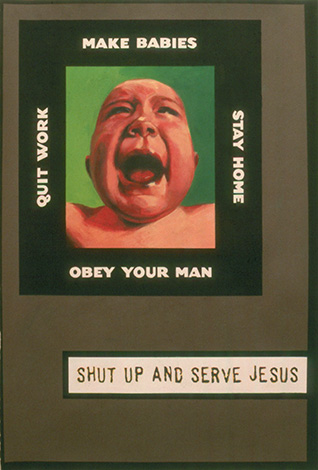 MAKE BABIES
QUIT WORK
STAY HOME
OBEY YOUR MAN
SHUT UP AND SERVE JESUS